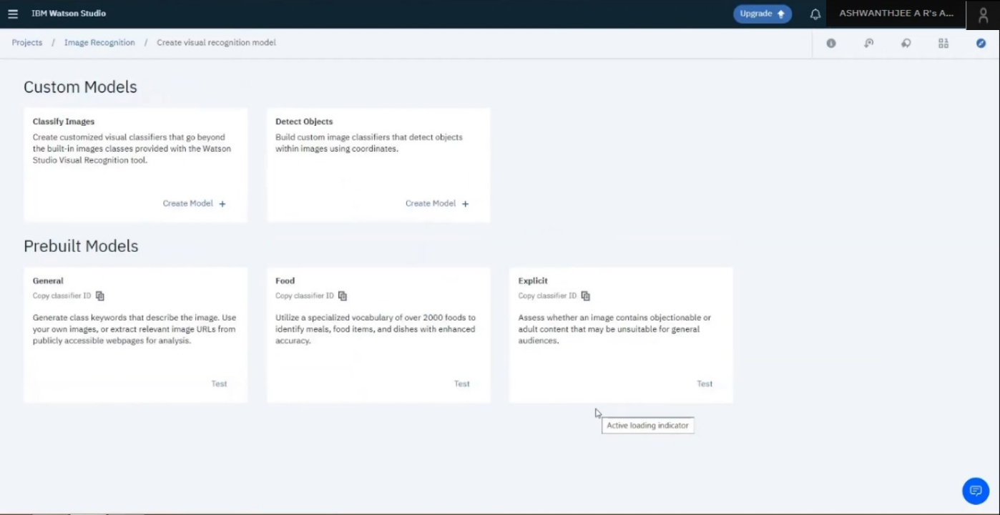 IBM Watson Studio
Upgrade
ASHWANTHJEE A R's A...
Projects / Image Recognition / Create visual recognition model
Custom Models
Classify Images
Create customized visual classifiers that go beyond
the built-in images classes provided with the Watson
Studio Visual Recognition tool.
Create Model +
Detect Objects
Build custom image classifiers that detect objects
within images using coordinates.
Create Model +
Prebuilt Models
General
Copy classifier ID
Generate class keywords that describe the image. Use
your own images, or extract relevant image URLs from
publicly accessible webpages for analysis.
Test
Food
Copy classifier ID
Utilize a specialized vocabulary of over 2000 foods to
identify meals, food items, and dishes with enhanced
accuracy.
Test
Explicit
Copy classifier ID
Assess whether an image contains objectionable or
adult content that may be unsuitable for general
audiences.
Test
Active loading indicator